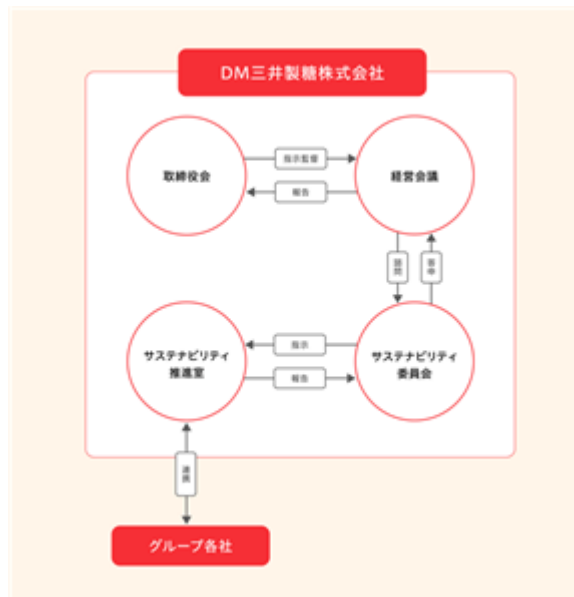 DM三井製糖株式会社
取締役会
指示監督
報告
経営会議
諮問
答申
サステナビリティ
推進室
指示
報告
サステナビリティ
委員会
連携
グループ各社